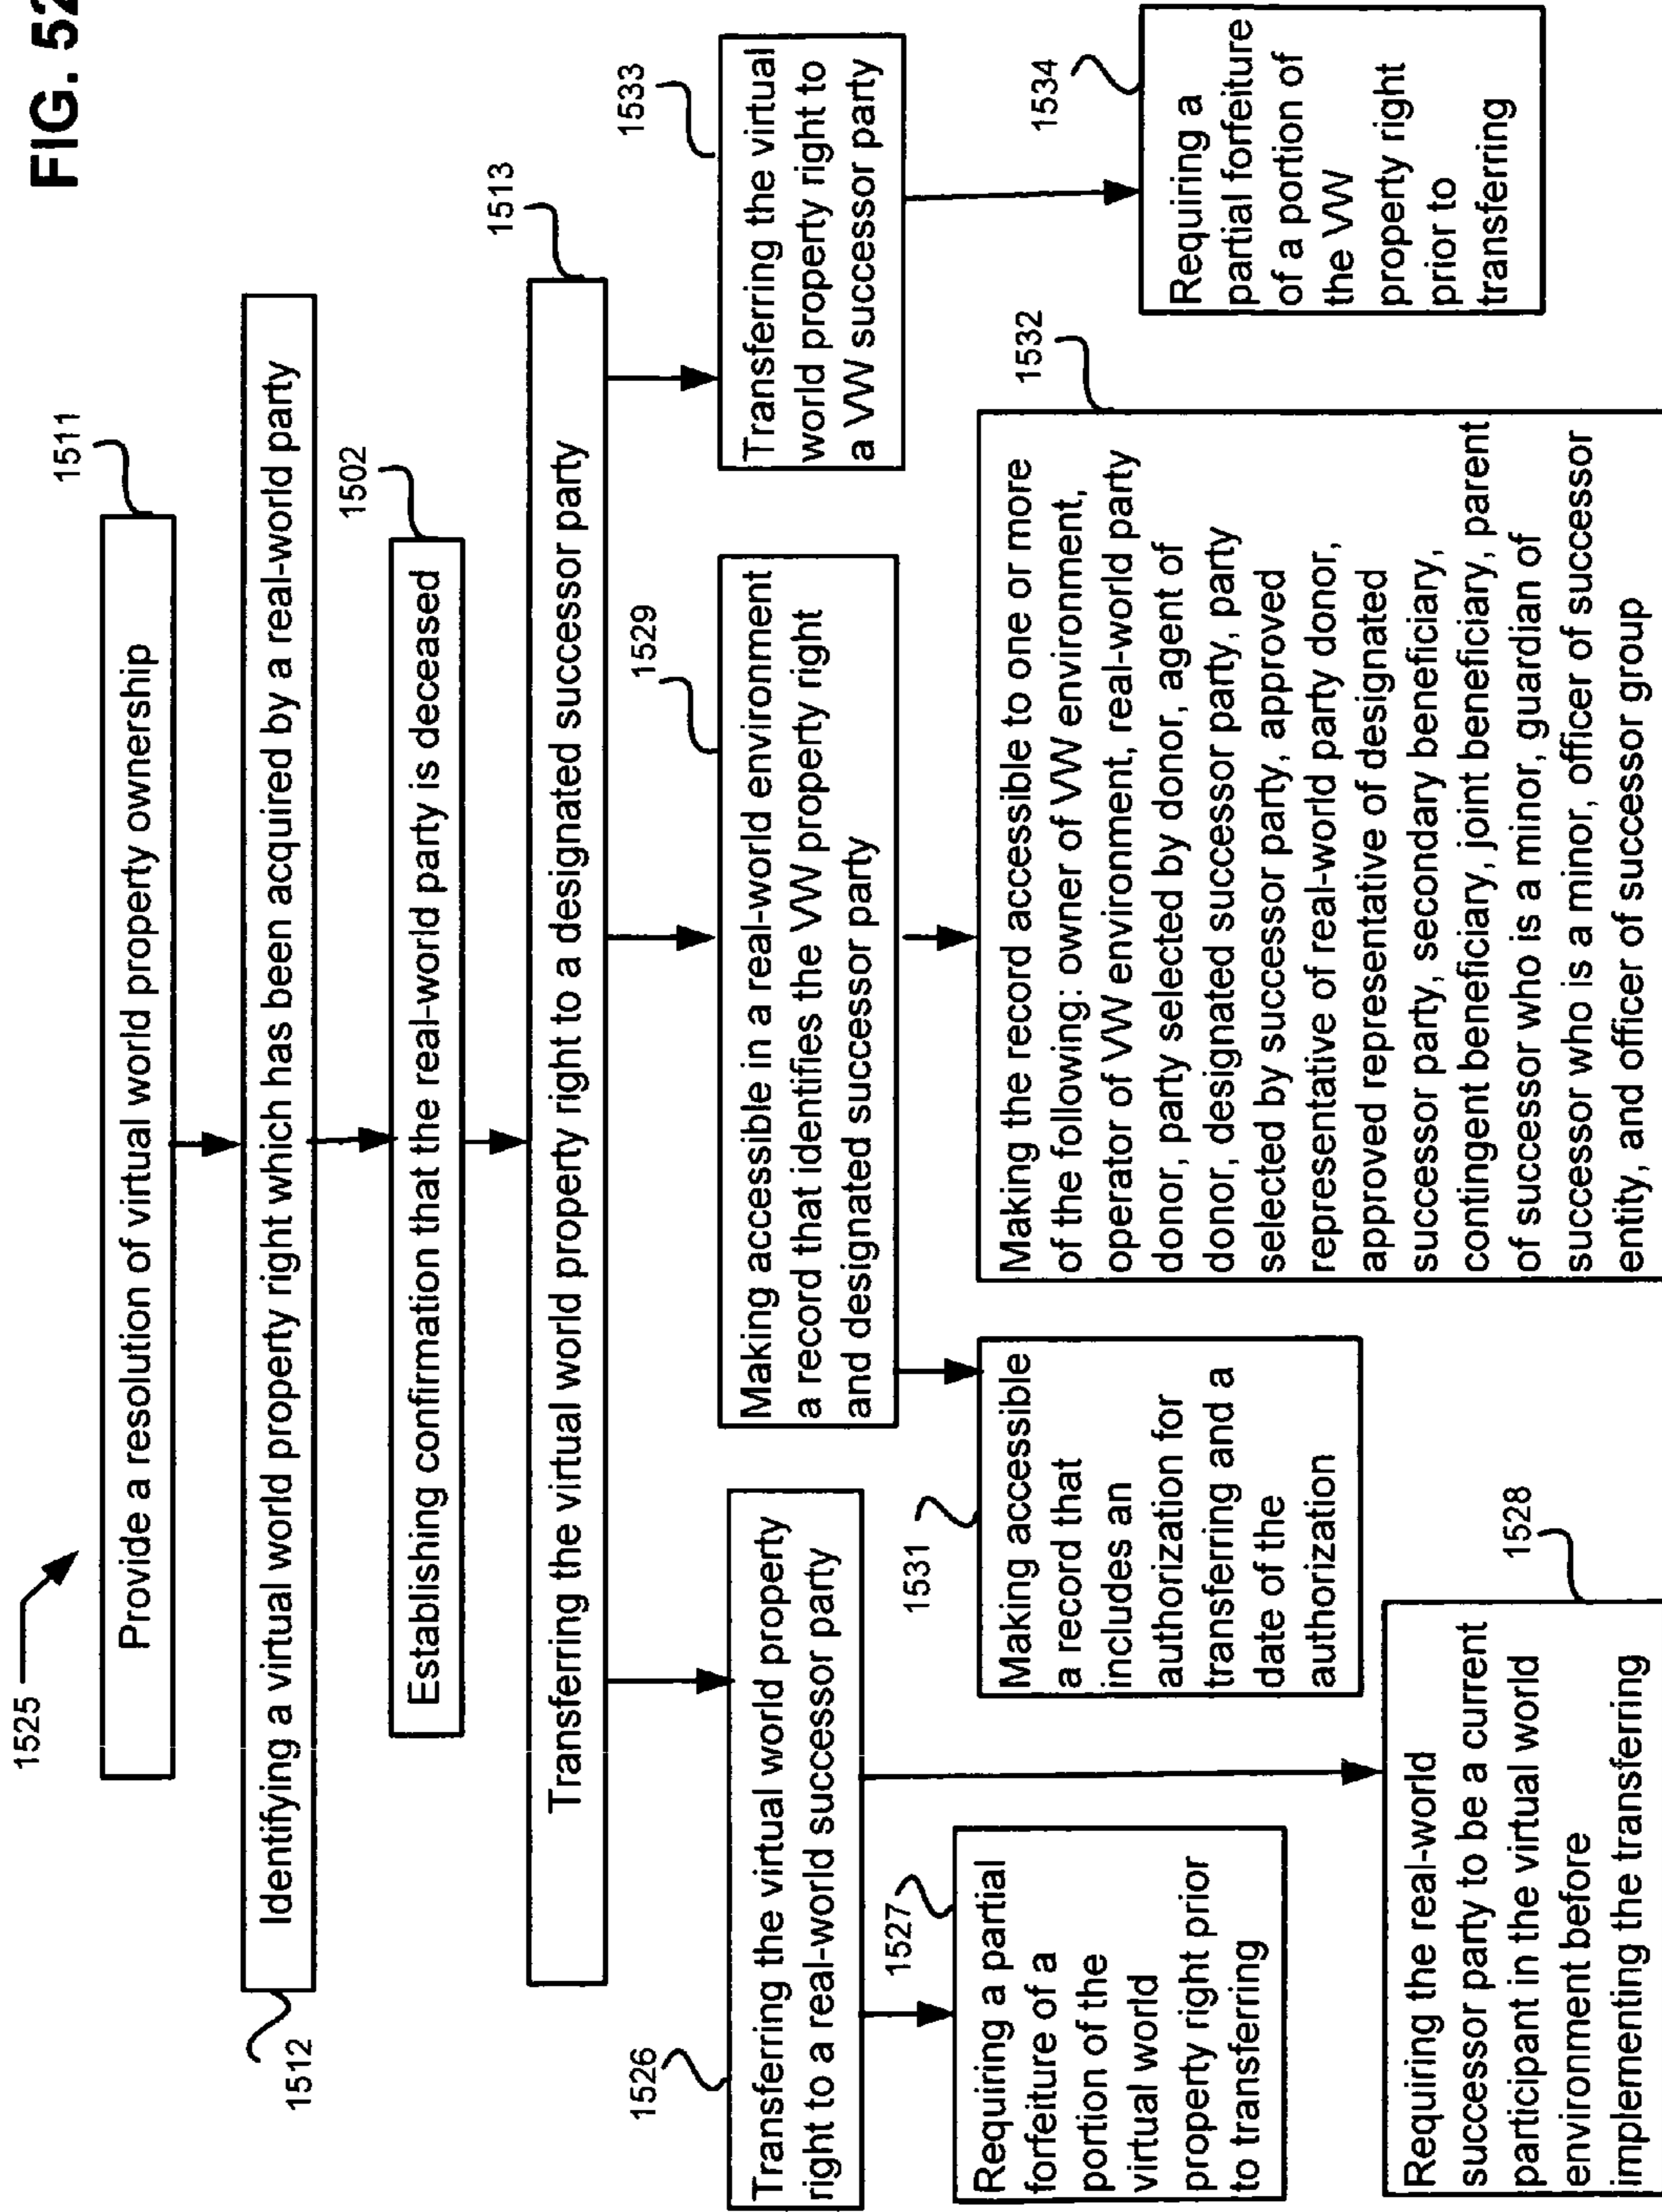 FIG. 52
1525
1511
Provide a resolution of virtual world property ownership
1512
Identifying a virtual world property right which has been acquired by a real-world party
1502
Establishing confirmation that the real-world party is deceased
1513
Transferring the virtual world property right to a designated successor party
1526
Transferring the virtual world property
right to a real-world successor party
1529
Making accessible in a real-world environment
a record that identifies the VW property right
and designated successor party
1533
Transferring the virtual
world property right to
a VW successor party
1527
Requiring a partial
forfeiture of a
portion of the
virtual world
property right prior
to transferring
1531
Making accessible
a record that
includes an
authorization for
transferring and a
date of the
authorization
1532
Making the record accessible to one or more
of the following: owner of VW environment,
operator of VW environment, real-world party
donor, party selected by donor, agent of
donor, designated successor party, party
selected by successor party, approved
representative of real-world party donor,
approved representative of designated
successor party, secondary beneficiary,
contingent beneficiary, joint beneficiary, parent
of successor who is a minor, guardian of
successor who is a minor, officer of successor
entity, and officer of successor group
1534
Requiring a
partial forfeiture
of a portion of
the VW
property right
prior to
transferring
1528
Requiring the real-world
successor party to be a current
participant in the virtual world
environment before
implementing the transferring